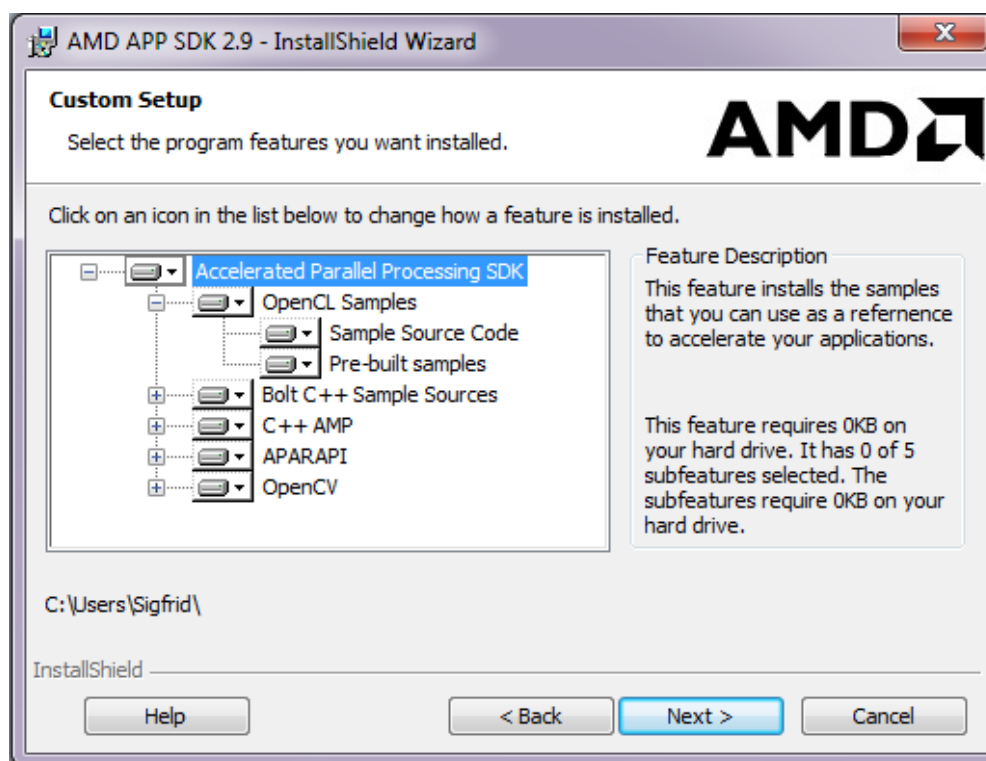 AMD APP SDK 2.9 - InstallShield Wizard
Custom Setup
Select the program features you want installed.
AMD
Click on an icon in the list below to change how a feature is installed.
Accelerated Parallel Processing SDK
OpenCL Samples
Sample Source Code
Pre-built samples
Bolt C++ Sample Sources
C++ AMP
APARAPI
OpenCV
Feature Description
This feature installs the samples
that you can use as a refernence
to accelerate your applications.
This feature requires 0KB on
your hard drive. It has 0 of 5
subfeatures selected. The
subfeatures require 0KB on your
hard drive.
C:\Users\Sigfrid\
InstallShield
Help
< Back
Next >
Cancel